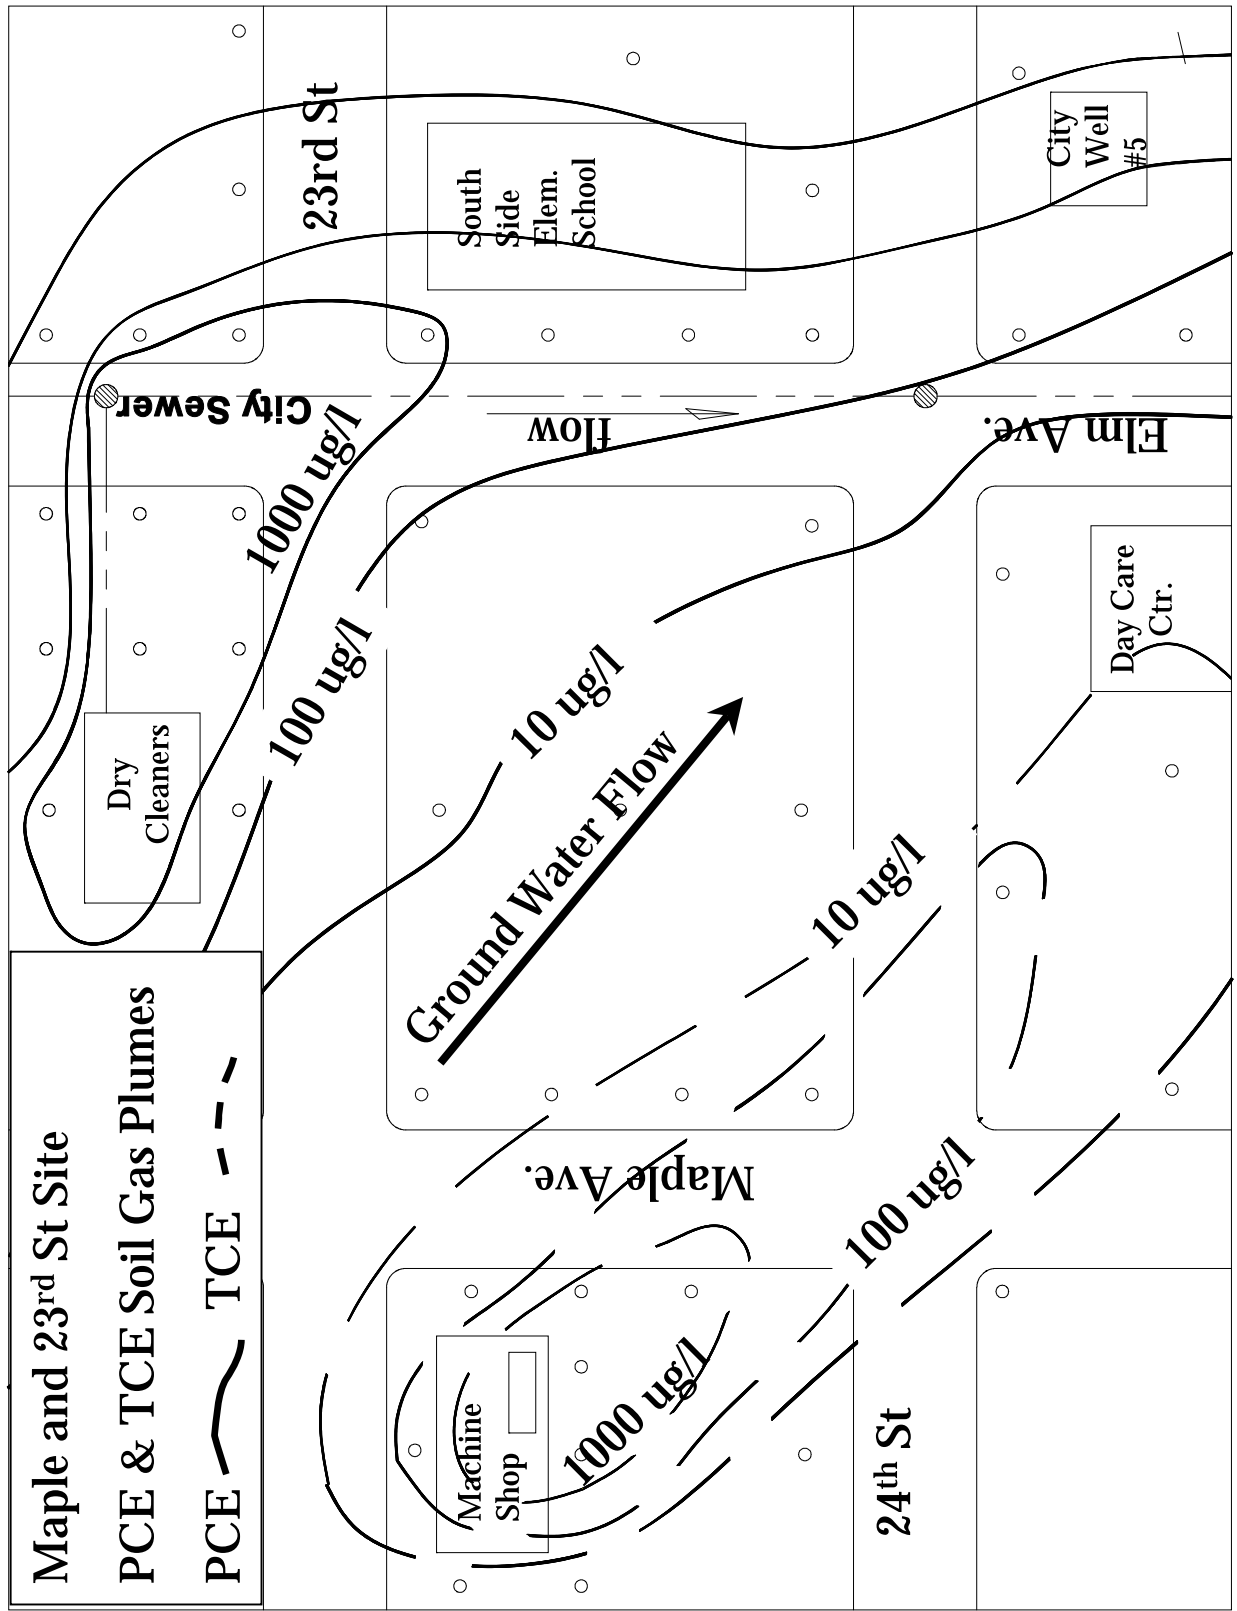 Maple and 23rd St Site
PCE & TCE Soil Gas Plumes
PCE TCE
Dry
Cleaners
City Sewer
23rd St
South
Side
Elem.
School
City
Well
#5
1000 ug/l
100 ug/l
10 ug/l
flow
Elm Ave.
Day Care
Ctr.
Ground Water Flow
10 ug/l
Maple Ave.
100 ug/l
Machine
Shop
1000 ug/l
24th St